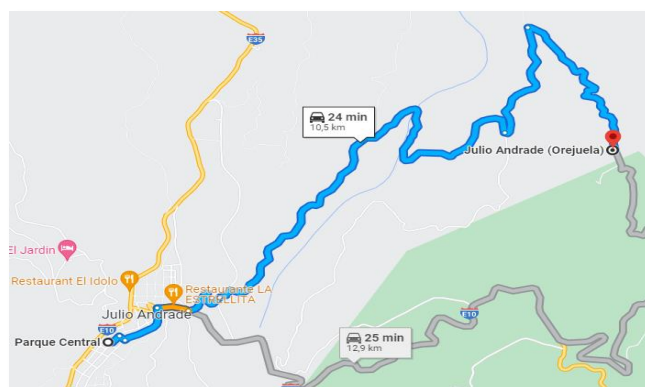 E35
24 min
10,5 km
Julio Andrade (Orejuela)
El Jardin
Restaurant El Idolo
Restaurante LA
ESTRELLITA
Julio Andrade
E10
E10
Parque Central
25 min
12,9 km